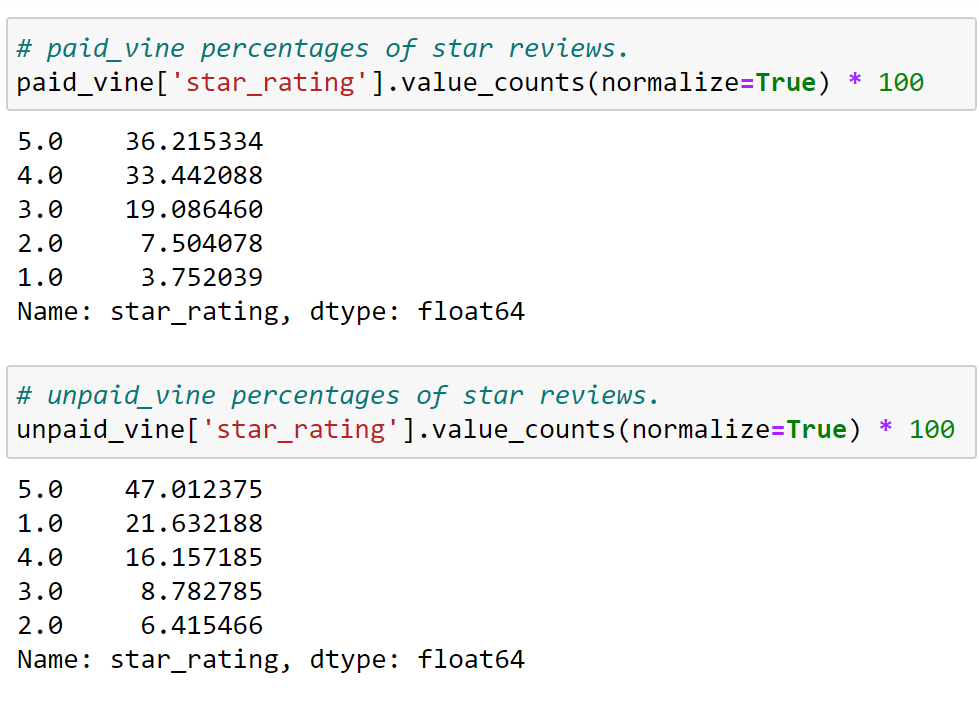 # paid_vine percentages of star reviews.
paid_vine['star_rating'].value_counts(normalize=True) * 100
5.0    36.215334
4.0    33.442088
3.0    19.086460
2.0     7.504078
1.0     3.752039
Name: star_rating, dtype: float64
# unpaid_vine percentages of star reviews.
unpaid_vine['star_rating'].value_counts(normalize=True) * 100
5.0    47.012375
1.0    21.632188
4.0    16.157185
3.0     8.782785
2.0     6.415466
Name: star_rating, dtype: float64